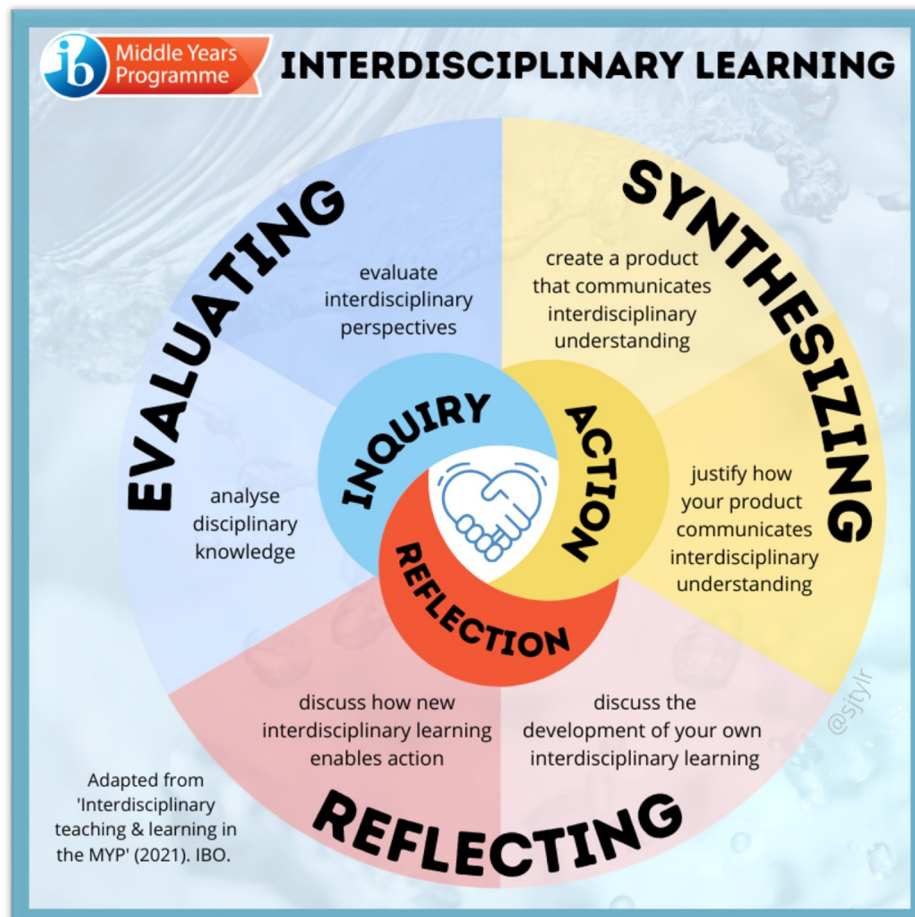 ib
Middle Years
Programme
INTERDISCIPLINARY LEARNING
EVALUATING
evaluate
interdisciplinary
perspectives
analyse
disciplinary
knowledge
SYNTHESIZING
create a product
that communicates
interdisciplinary
understanding
justify how
your product
communicates
interdisciplinary
understanding
INQUIRY
ACTION
REFLECTION
discuss how new
interdisciplinary learning
enables action
discuss the
development of your own
interdisciplinary learning
REFLECTING
@sjtylr
Adapted from
'Interdisciplinary
teaching & learning in
the MYP' (2021). IBO.